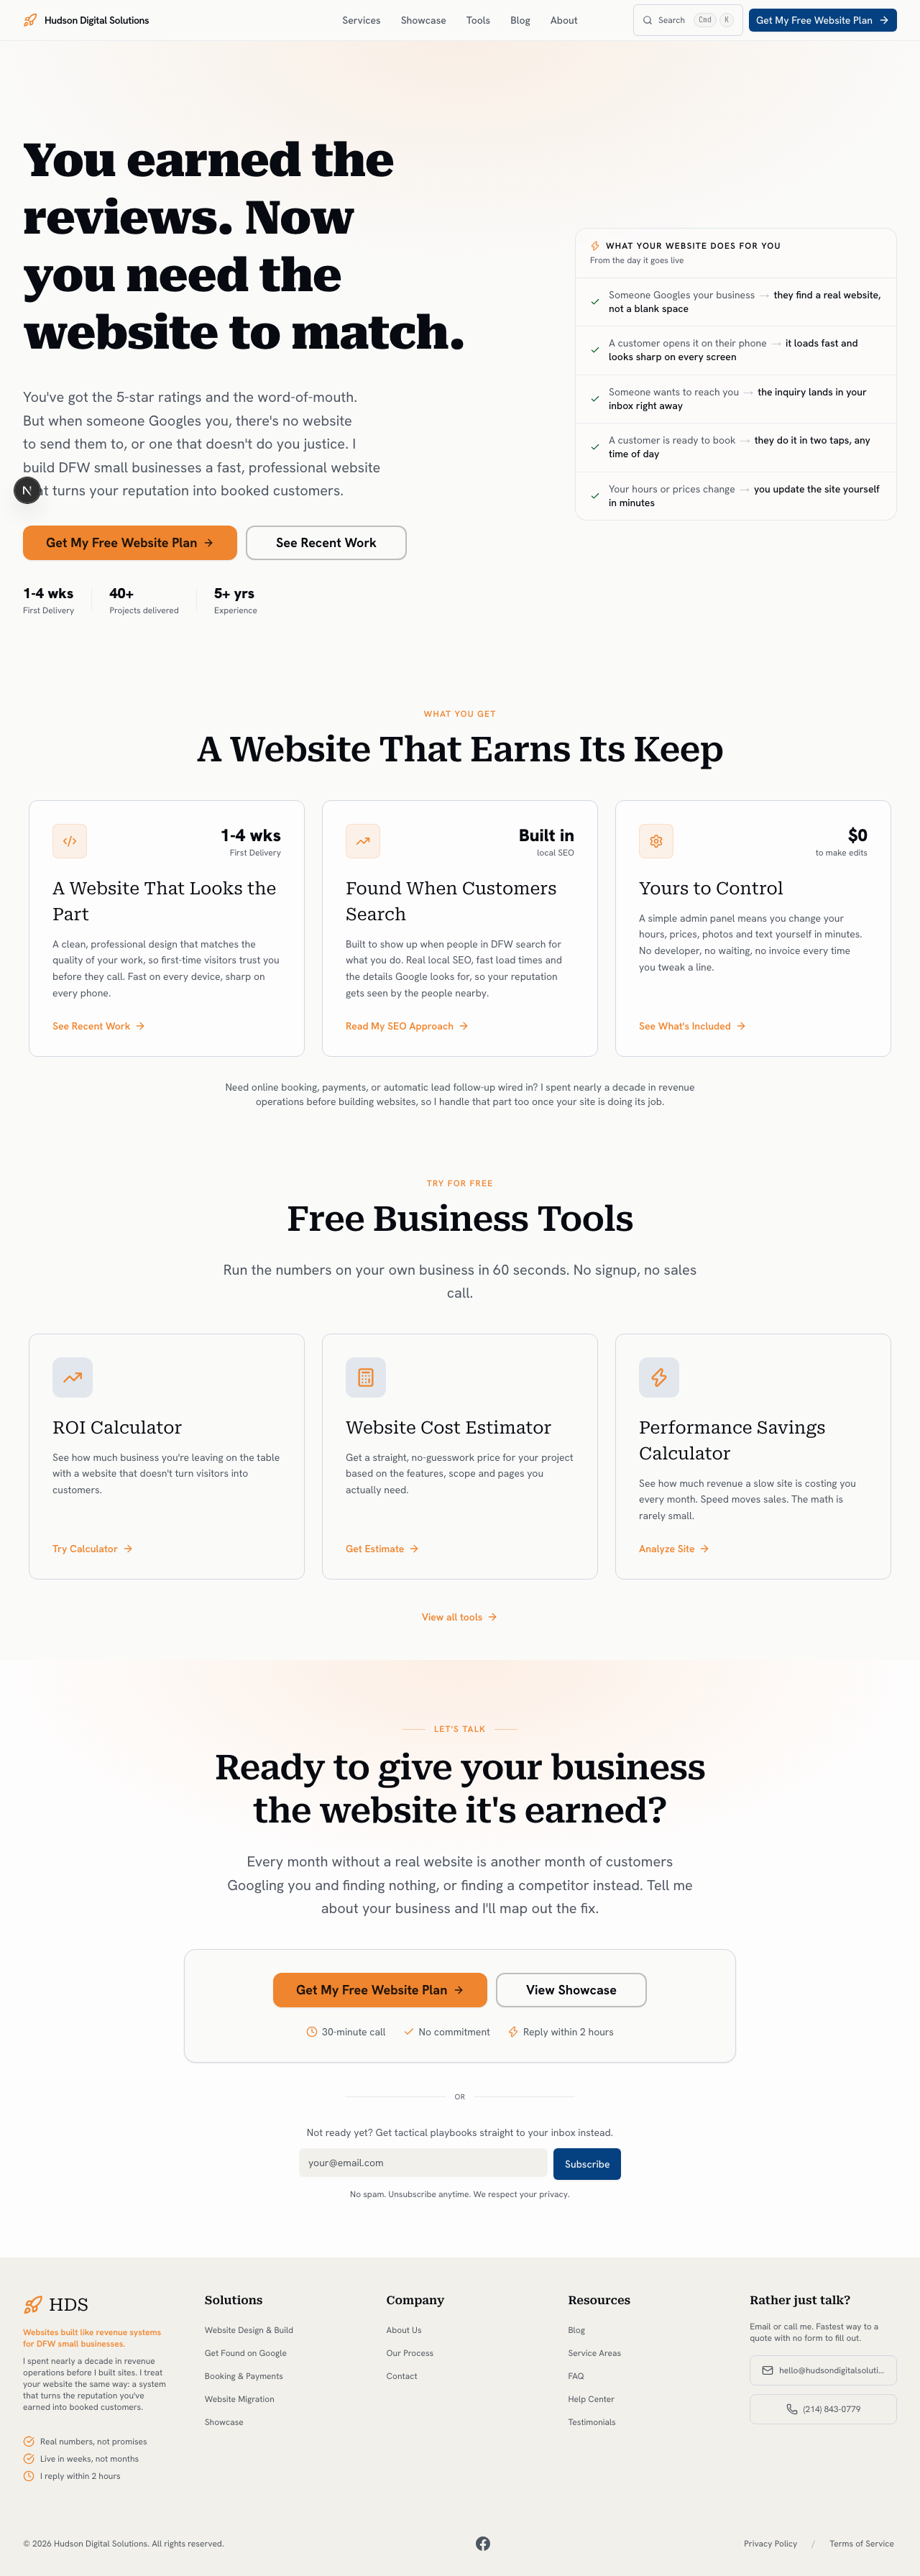 Hudson Digital Solutions
Services
Showcase
Tools
Blog
About
Search
Cmd
K
Get My Free Website Plan
You earned the
reviews. Now
you need the
website to match.
You've got the 5-star ratings and the word-of-mouth.
But when someone Googles you, there's no website
to send them to, or one that doesn't do you justice. I
build DFW small businesses a fast, professional website
turns your reputation into booked customers.
N
Get My Free Website Plan
See Recent Work
1-4 wks
First Delivery
40+
Projects delivered
5+ yrs
Experience
WHAT YOUR WEBSITE DOES FOR YOU
From the day it goes live
Someone Googles your business → they find a real website,
not a blank space
A customer opens it on their phone → it loads fast and
looks sharp on every screen
Someone wants to reach you → the inquiry lands in your
inbox right away
A customer is ready to book → they do it in two taps, any
time of day
Your hours or prices change → you update the site yourself
in minutes
WHAT YOU GET
A Website That Earns Its Keep
1-4 wks
First Delivery
A Website That Looks the
Part
A clean, professional design that matches the
quality of your work, so first-time visitors trust you
before they call. Fast on every device, sharp on
every phone.
See Recent Work
Built in
local SEO
Found When Customers
Search
Built to show up when people in DFW search for
what you do. Real local SEO, fast load times and
the details Google looks for, so your reputation
gets seen by the people nearby.
Read My SEO Approach
$0
to make edits
Yours to Control
A simple admin panel means you change your
hours, prices, photos and text yourself in minutes.
No developer, no waiting, no invoice every time
you tweak a line.
See What's Included
Need online booking, payments, or automatic lead follow-up wired in? I spent nearly a decade in revenue
operations before building websites, so I handle that part too once your site is doing its job.
TRY FOR FREE
Free Business Tools
Run the numbers on your own business in 60 seconds. No signup, no sales
call.
ROI Calculator
See how much business you're leaving on the table
with a website that doesn't turn visitors into
customers.
Try Calculator
Website Cost Estimator
Get a straight, no-guesswork price for your project
based on the features, scope and pages you
actually need.
Get Estimate
Performance Savings
Calculator
See how much revenue a slow site is costing you
every month. Speed moves sales. The math is
rarely small.
Analyze Site
View all tools
LET'S TALK
Ready to give your business
the website it's earned?
Every month without a real website is another month of customers
Googling you and finding nothing, or finding a competitor instead. Tell me
about your business and I'll map out the fix.
Get My Free Website Plan
View Showcase
30-minute call
No commitment
Reply within 2 hours
OR
Not ready yet? Get tactical playbooks straight to your inbox instead.
your@email.com
Subscribe
No spam. Unsubscribe anytime. We respect your privacy.
HDS
Websites built like revenue systems
for DFW small businesses.
I spent nearly a decade in revenue
operations before I built sites. I treat
your website the same way: a system
that turns the reputation you've
earned into booked customers.
Real numbers, not promises
Live in weeks, not months
I reply within 2 hours
Solutions
Website Design & Build
Get Found on Google
Booking & Payments
Website Migration
Showcase
Company
About Us
Our Process
Contact
Resources
Blog
Service Areas
FAQ
Help Center
Testimonials
Rather just talk?
Email or call me. Fastest way to a
quote with no form to fill out.
hello@hudsondigitalsoluti...
(214) 843-0779
© 2026 Hudson Digital Solutions. All rights reserved.
Privacy Policy
/
Terms of Service